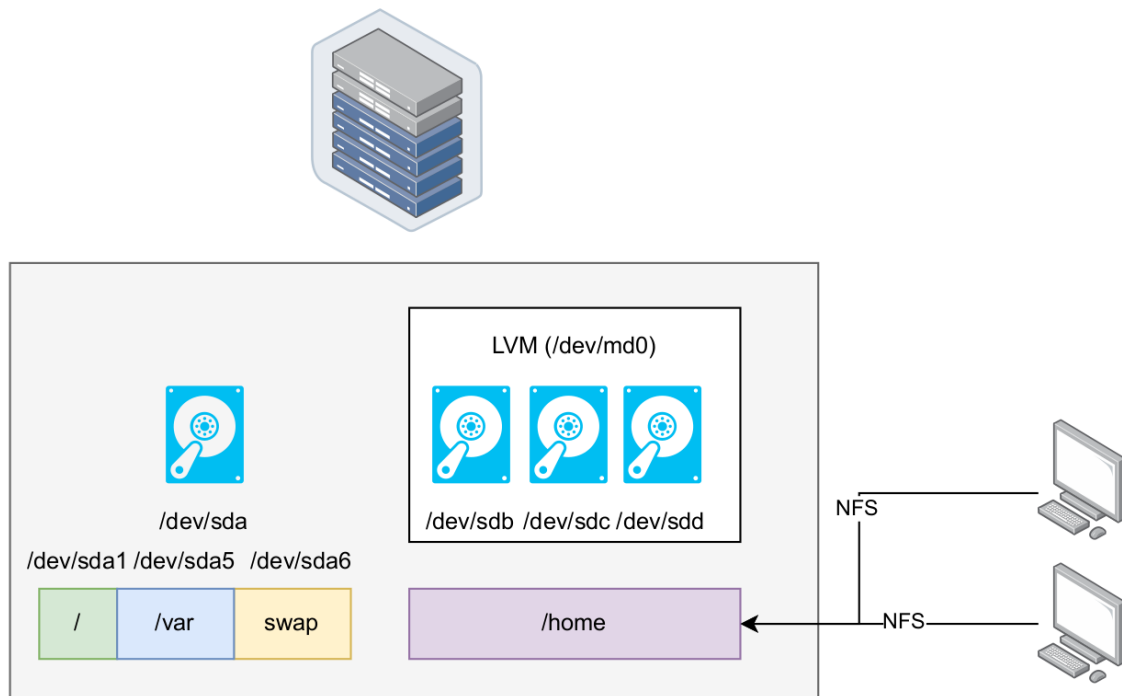 LVM (/dev/md0)
/dev/sda
/dev/sdb /dev/sdc /dev/sdd
NFS
/dev/sda1 /dev/sda5 /dev/sda6
/ /var swap
/home
NFS